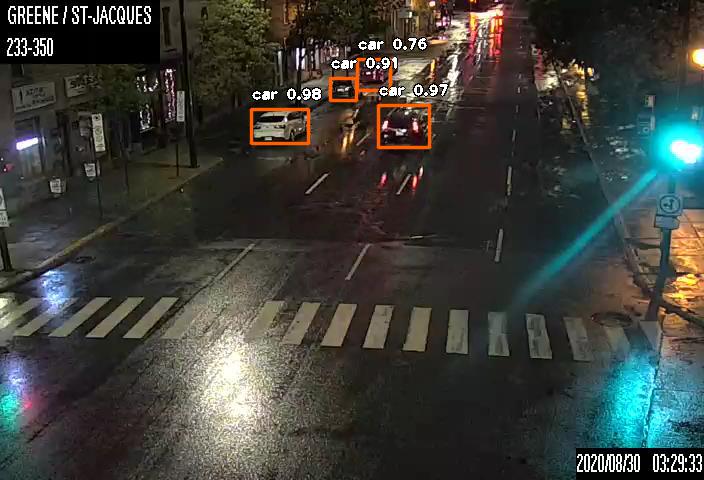 GREENE / ST-JACQUES
233-350
car 0.76
car 0.91
car 0.98
car 0.97
2020/08/30 03:29:33